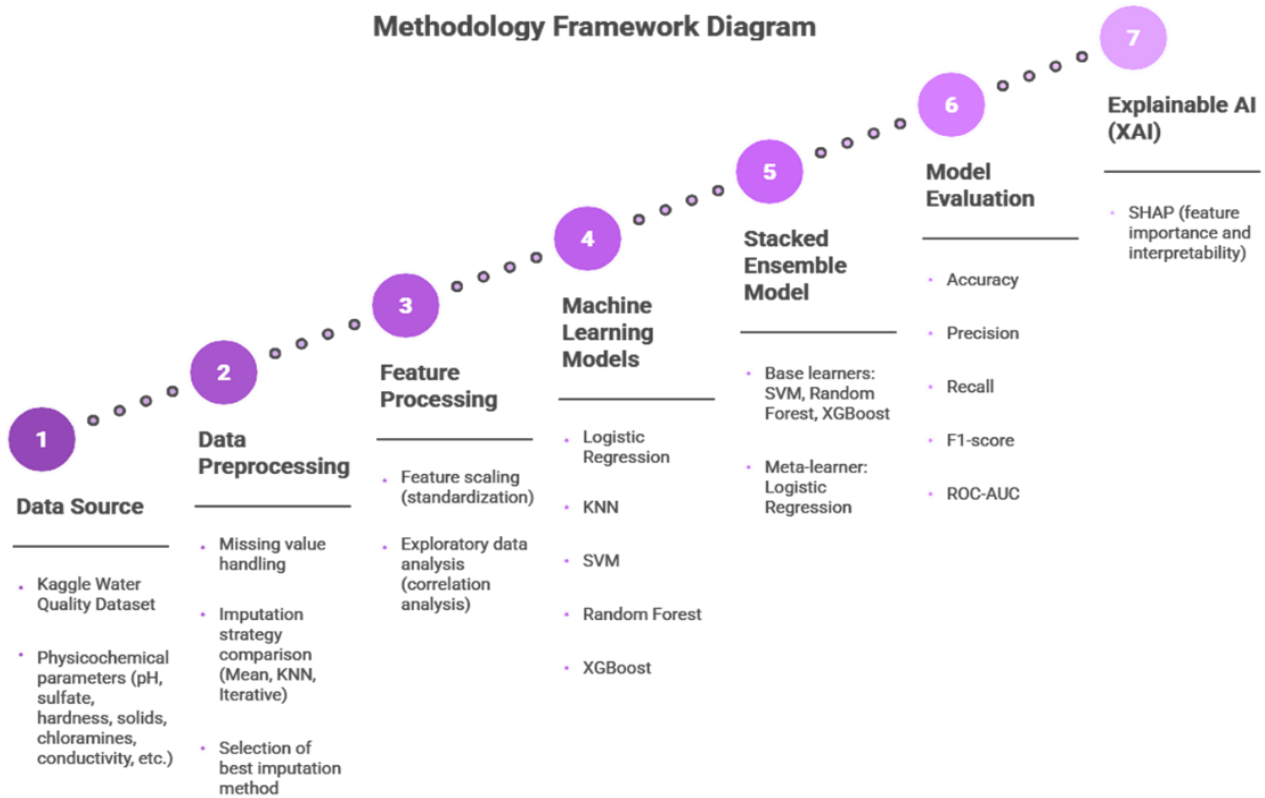 Methodology Framework Diagram
1
Data Source
Kaggle Water
Quality Dataset
Physicochemical
parameters (pH,
sulfate,
hardness, solids,
chloramines,
conductivity, etc.)
2
Data
Preprocessing
Missing value
handling
Imputation
strategy
comparison
(Mean, KNN,
Iterative)
Selection of
best imputation
method
3
Feature
Processing
Feature scaling
(standardization)
Exploratory data
analysis
(correlation
analysis)
4
Machine
Learning
Models
Logistic
Regression
KNN
SVM
Random Forest
XGBoost
5
Stacked
Ensemble
Model
Base learners:
SVM, Random
Forest, XGBoost
Meta-learner:
Logistic
Regression
6
Model
Evaluation
Accuracy
Precision
Recall
F1-score
ROC-AUC
7
Explainable AI
(XAI)
SHAP (feature
importance and
interpretability)